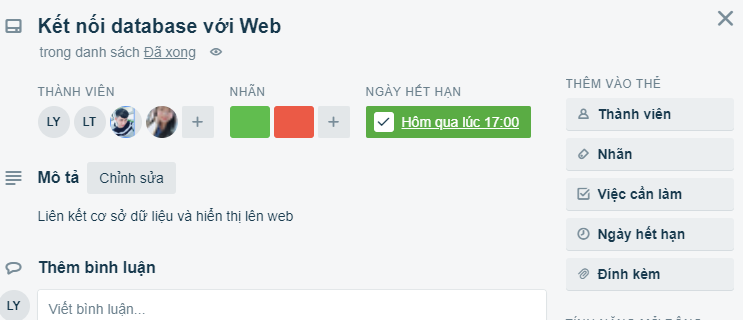 Kết nối database với Web
trong danh sách Đã xong
THÀNH VIÊN
LY LT
NHÃN
NGÀY HẾT HẠN
Hôm qua lúc 17:00
Mô tả Chỉnh sửa
Liên kết cơ sở dữ liệu và hiển thị lên web
Thêm bình luận
LY
Viết bình luận...
THÊM VÀO THẺ
Thành viên
Nhãn
Việc cần làm
Ngày hết hạn
Đính kèm